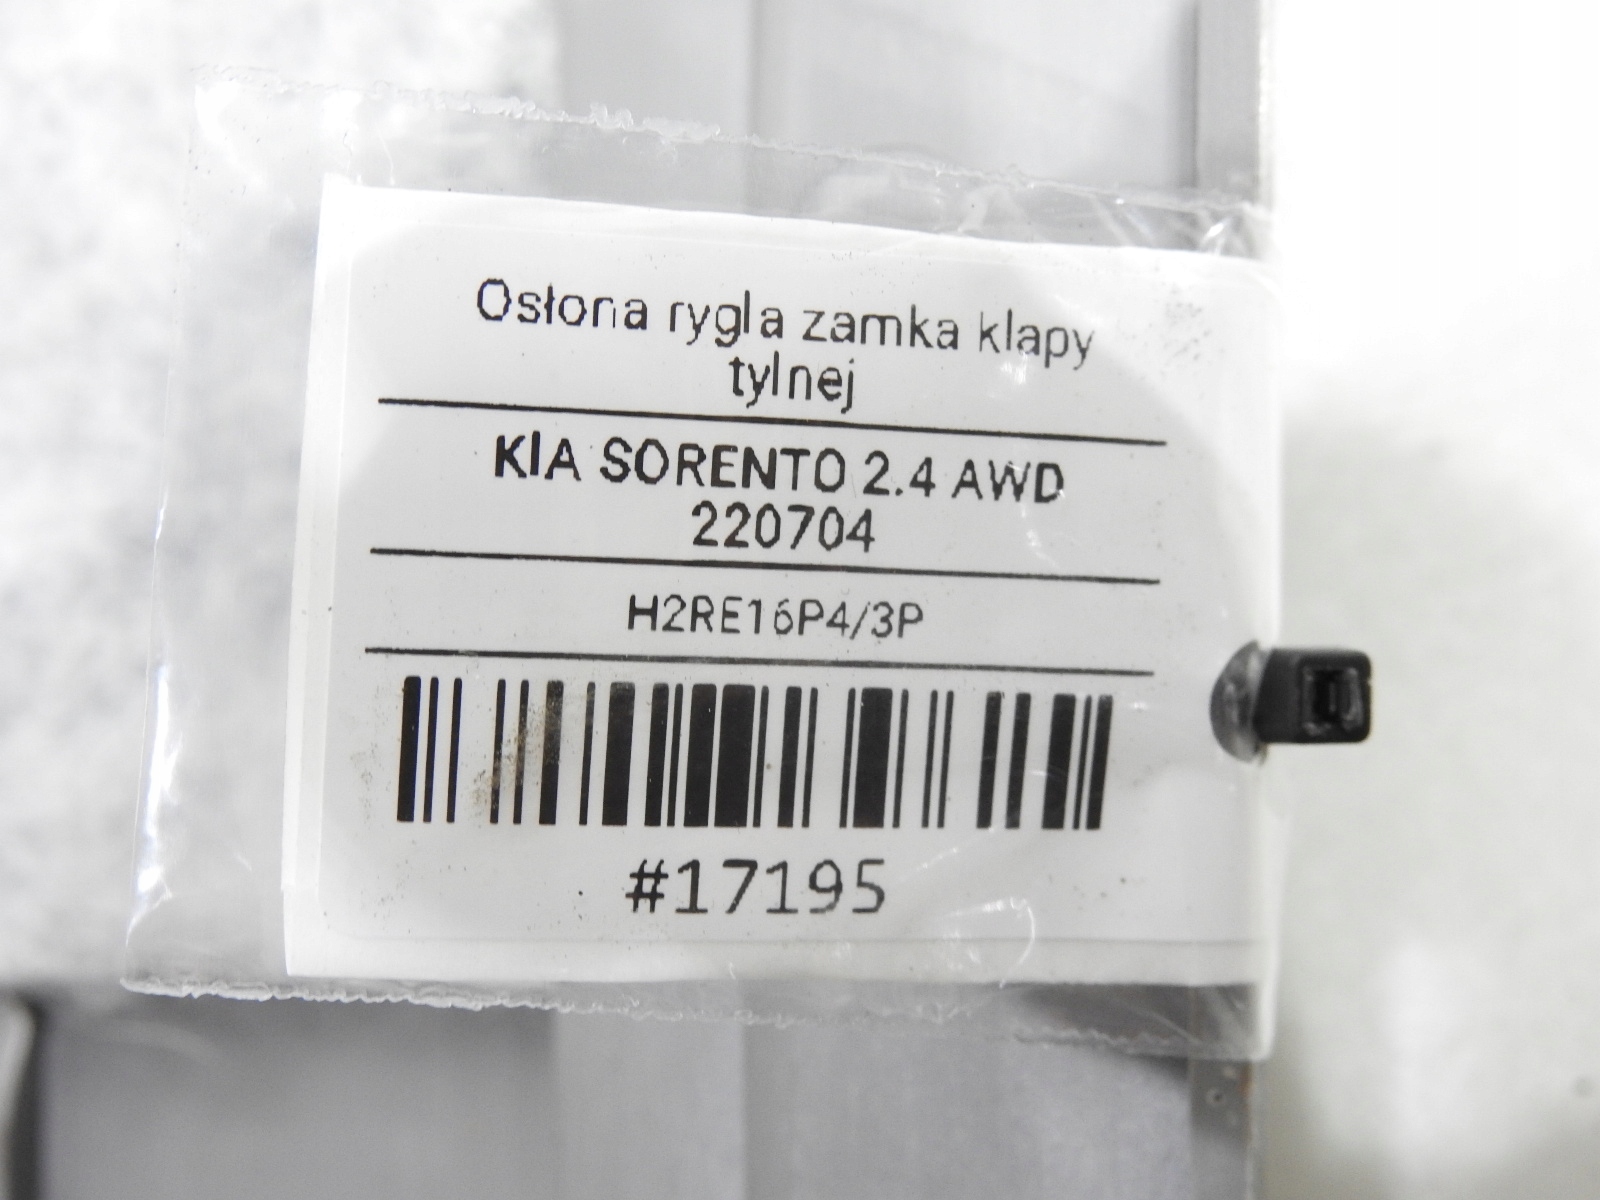 Osłona rygla zamka klapy
tylnej
KIA SORENTO 2.4 AWD
220704
H2RE16P4/3P
#17195